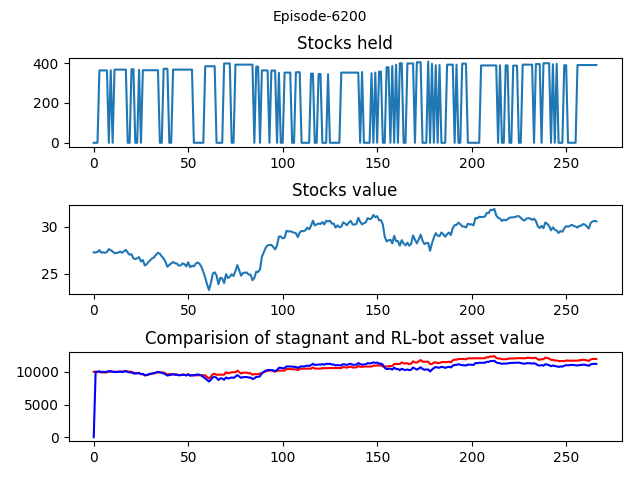 Episode-6200
Stocks held
400
200
0
0 50 100 150 200 250
Stocks value
30
25
0 50 100 150 200 250
Comparision of stagnant and RL-bot asset value
10000
5000
0
0 50 100 150 200 250